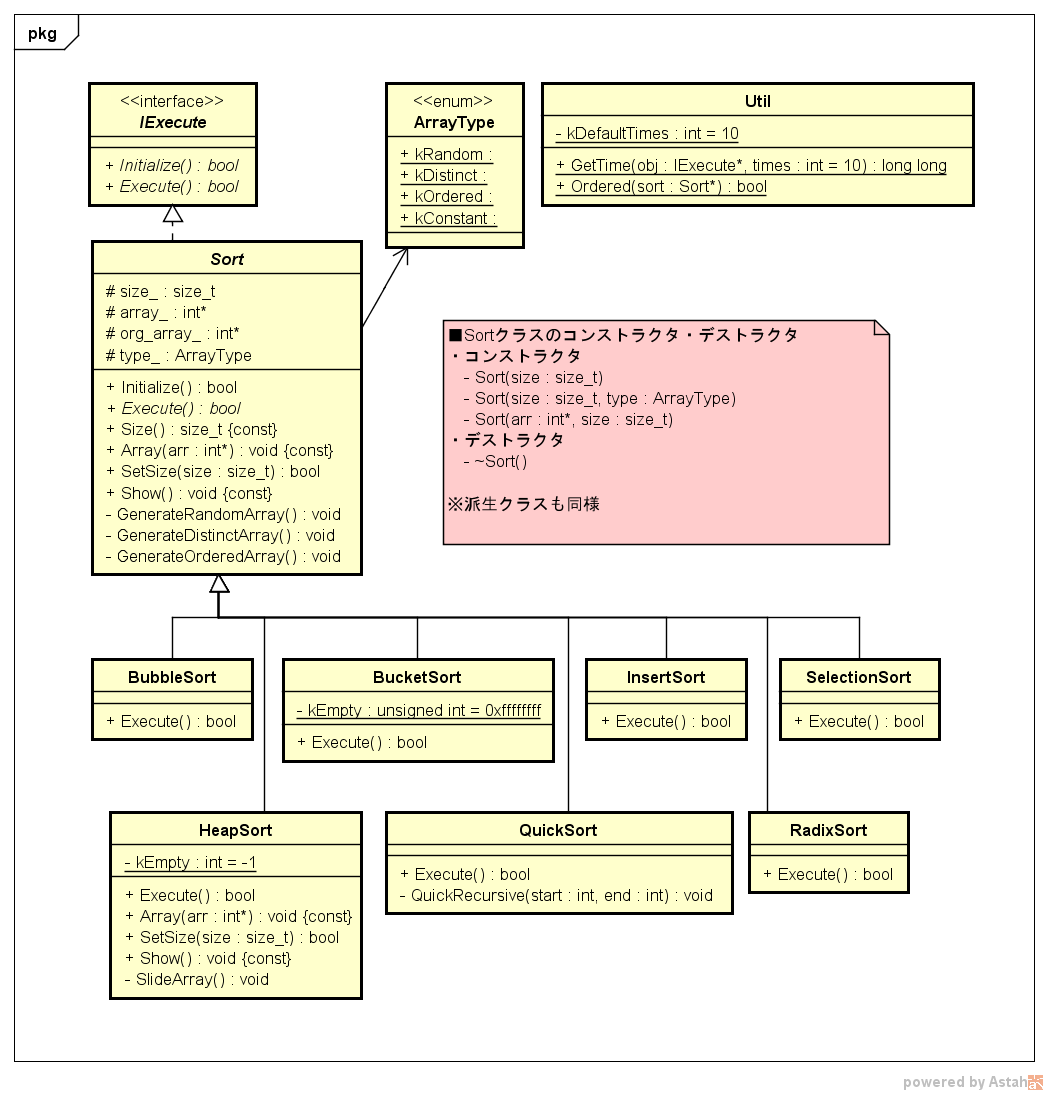 pkg
<<interface>>
IExecute
+ Initialize() : bool
+ Execute() : bool
<<enum>>
ArrayType
+ kRandom :
+ kDistinct :
+ kOrdered :
+ kConstant :
Util
- kDefaultTimes : int = 10
+ GetTime(obj : IExecute*, times : int = 10) : long long
+ Ordered(sort : Sort*) : bool
Sort
# size_ : size_t
# array_ : int*
# org_array_ : int*
# type_ : ArrayType
+ Initialize() : bool
+ Execute() : bool
+ Size() : size_t {const}
+ Array(arr : int*) : void {const}
+ SetSize(size : size_t) : bool
+ Show() : void {const}
- GenerateRandomArray() : void
- GenerateDistinctArray() : void
- GenerateOrderedArray() : void
■Sortクラスのコンストラクタ・デストラクタ
・コンストラクタ
- Sort(size : size_t)
- Sort(size : size_t, type : ArrayType)
- Sort(arr : int*, size : size_t)
・デストラクタ
- ~Sort()
※派生クラスも同様
BubbleSort
+ Execute() : bool
BucketSort
- kEmpty : unsigned int = 0xffffffff
+ Execute() : bool
InsertSort
+ Execute() : bool
SelectionSort
+ Execute() : bool
HeapSort
- kEmpty : int = -1
+ Execute() : bool
+ Array(arr : int*) : void {const}
+ SetSize(size : size_t) : bool
+ Show() : void {const}
- SlideArray() : void
QuickSort
+ Execute() : bool
- QuickRecursive(start : int, end : int) : void
RadixSort
+ Execute() : bool
powered by Astah